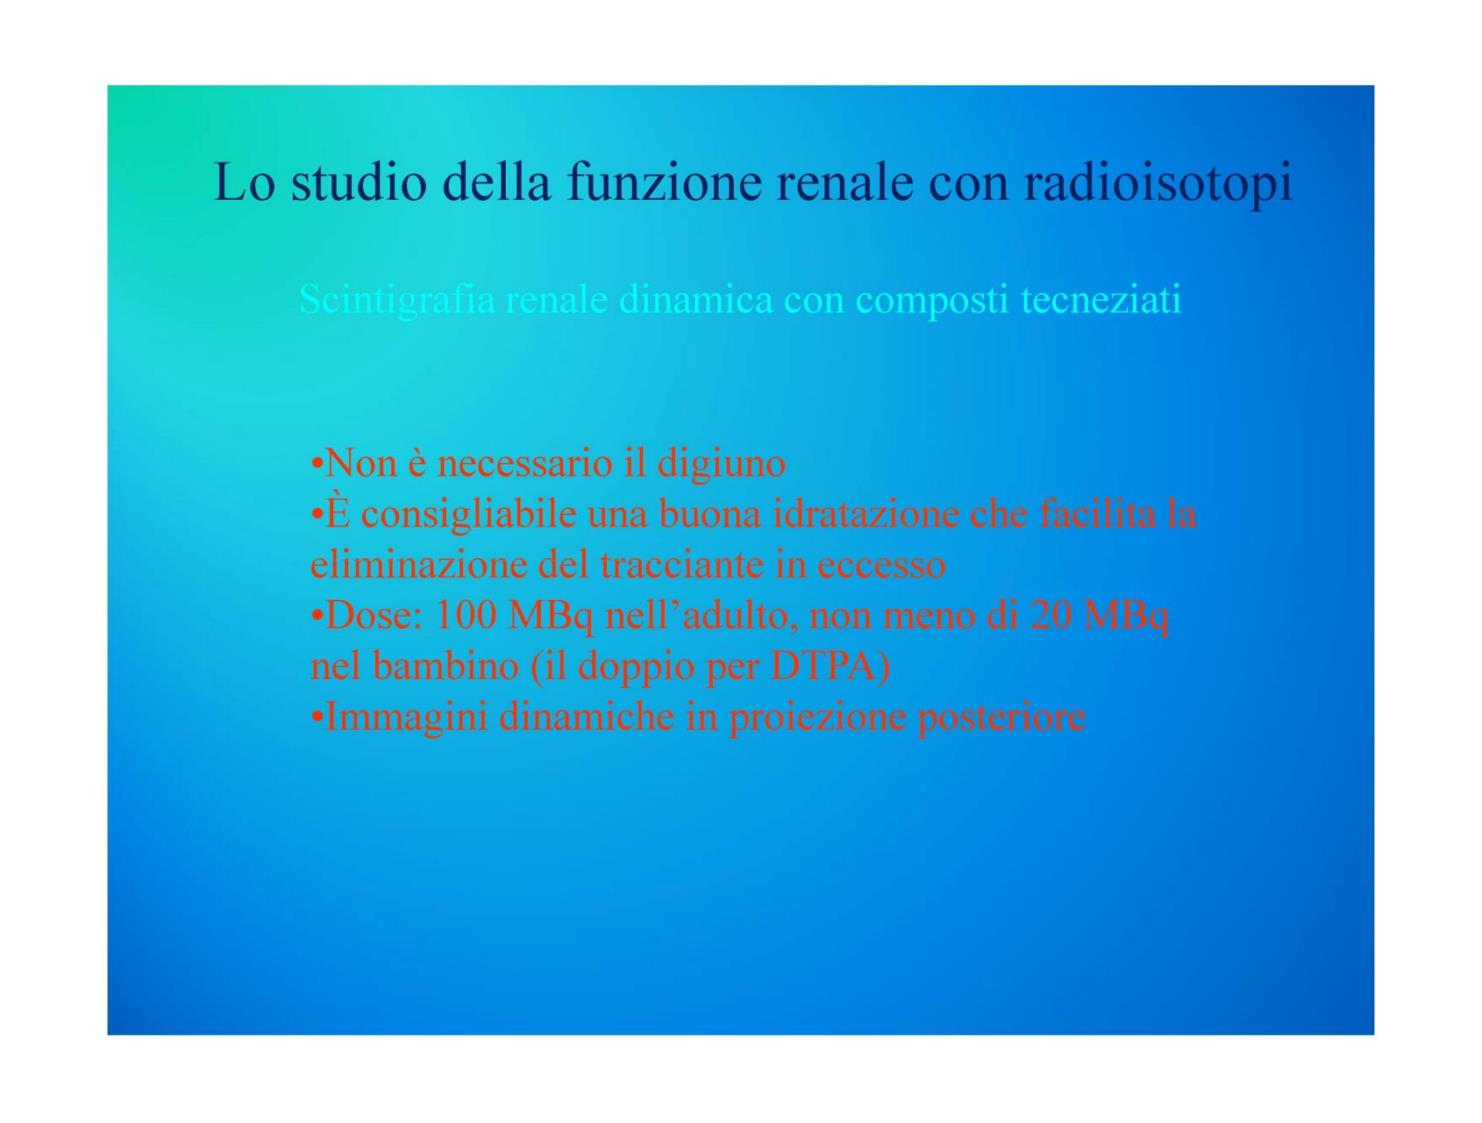 Lo studio della funzione renale con radioisotopi
Scintigrafia renale dinamica con composti tecneziati
•Non è necessario il digiuno
•È consigliabile una buona idratazione che facilita la
eliminazione del tracciante in eccesso
•Dose: 100 MBq nell’adulto, non meno di 20 MBq
nel bambino (il doppio per DTPA)
•Immagini dinamiche in proiezione posteriore